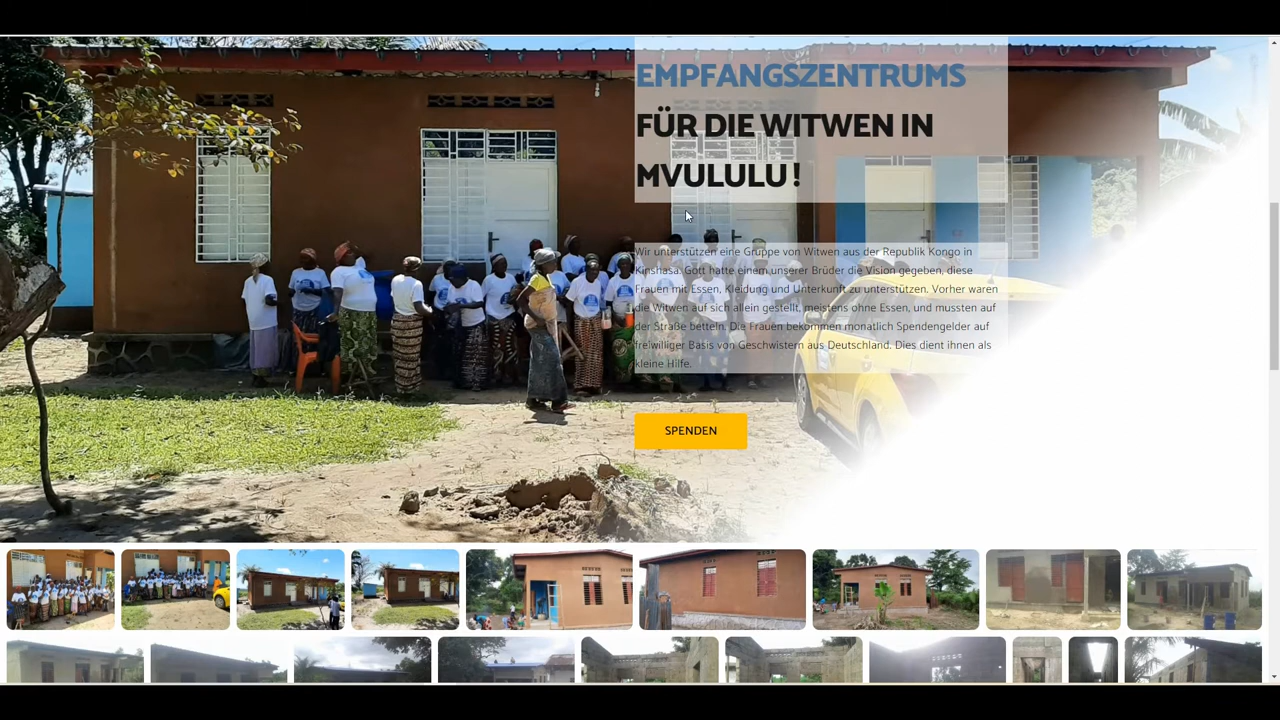 EMPFANGSZENTRUMS
FÜR DIE WITWEN IN
MVULULU!
Wir unterstützen eine Gruppe von Witwen aus der Republik Kongo in
Kinshasa. Gott hatte einem unserer Brüder die Vision gegeben, diese
Frauen mit Essen, Kleidung und Unterkunft zu unterstützen. Vorher waren
die Witwen auf sich allein gestellt, meistens ohne Essen, und mussten auf
der Straße betteln. Die Frauen bekommen monatlich Spendengelder auf
freiwilliger Basis von Geschwistern aus Deutschland. Dies dient ihnen als
kleine Hilfe.
SPENDEN